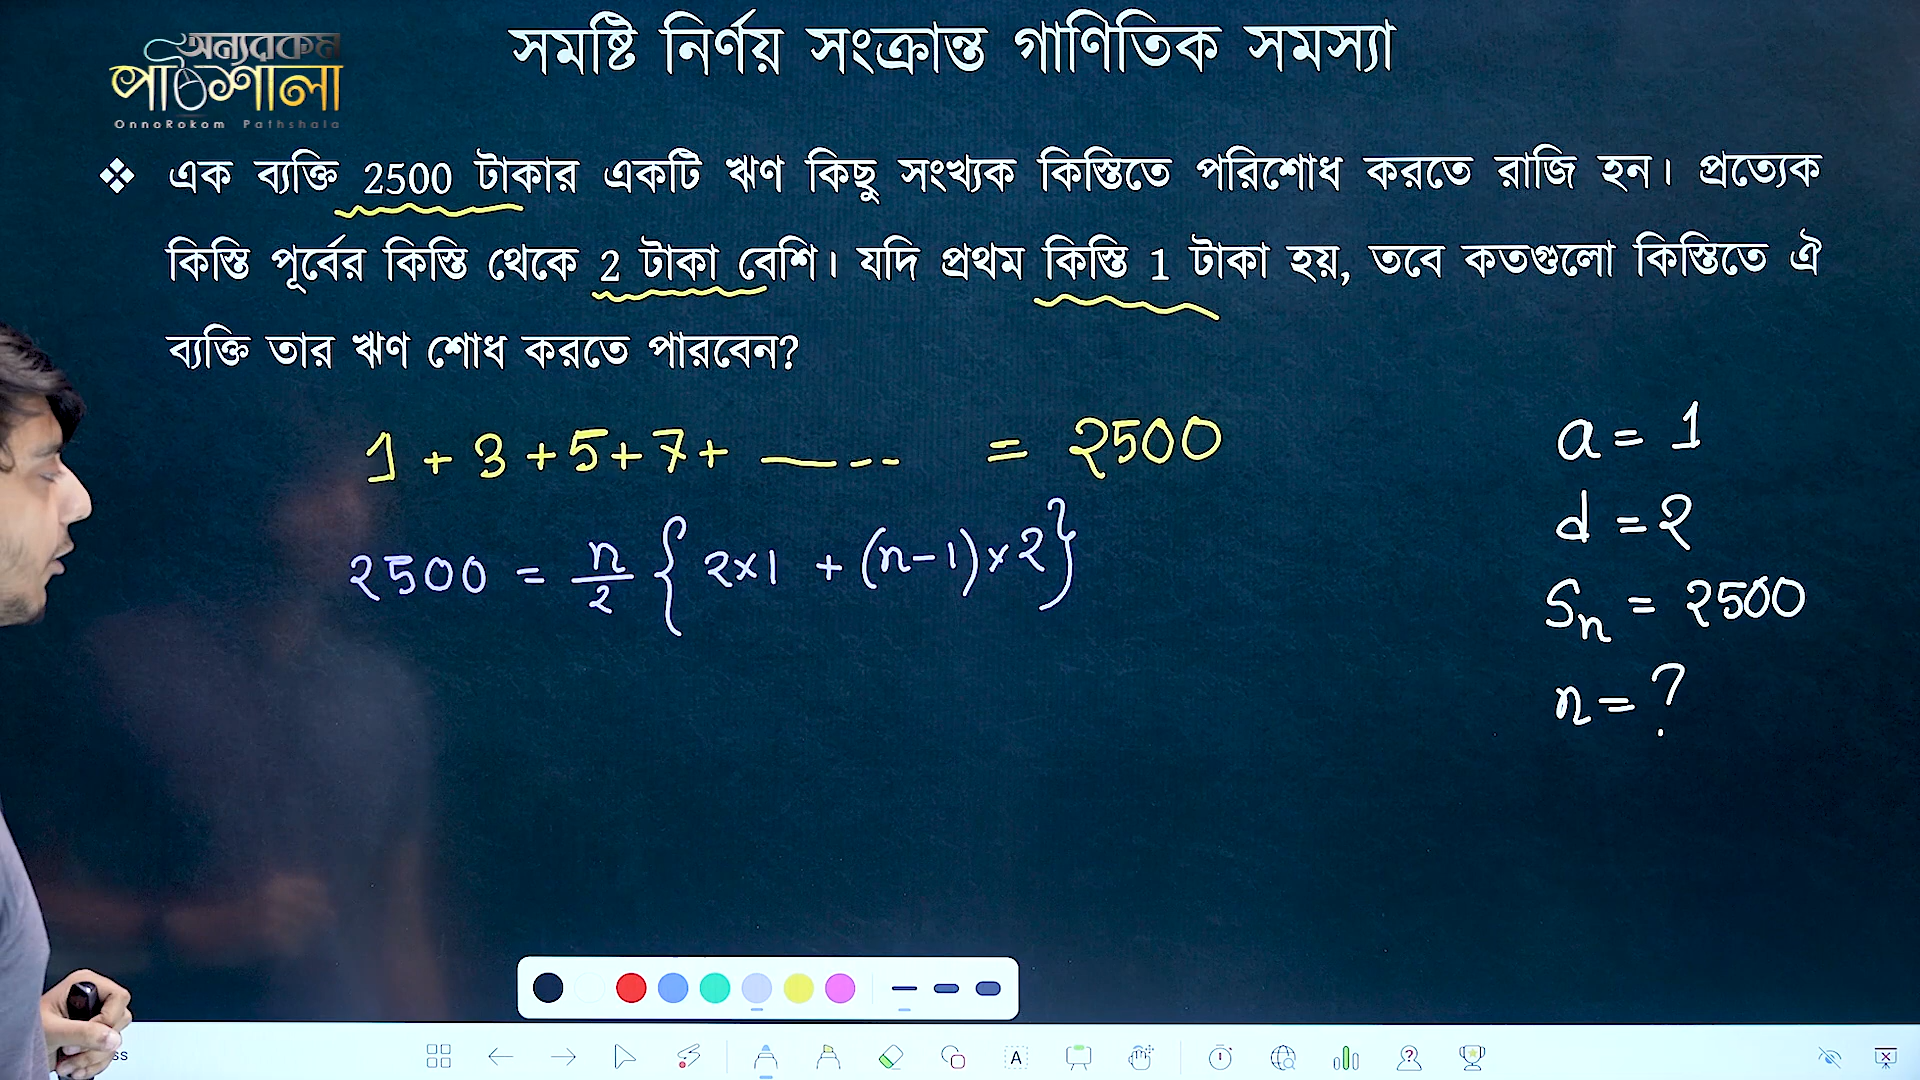 সমষ্টি নির্ণয় সংক্রান্ত গাণিতিক সমস্যা
অন্যরকম
পাঠশালা
OnnoRokom Pathshala
❖ এক ব্যক্তি 2500 টাকার একটি ঋণ কিছু সংখ্যক কিস্তিতে পরিশোধ করতে রাজি হন। প্রত্যেক
কিস্তি পূর্বের কিস্তি থেকে 2 টাকা বেশি। যদি প্রথম কিস্তি 1 টাকা হয়, তবে কতগুলো কিস্তিতে ঐ
ব্যক্তি তার ঋণ শোধ করতে পারবেন?
1 + 3 + 5 + 7 + ------ = 2500
2500 = n/2 { 2×1 + (n-1)×2 }
a = 1
d = 2
Sn = 2500
n = ?